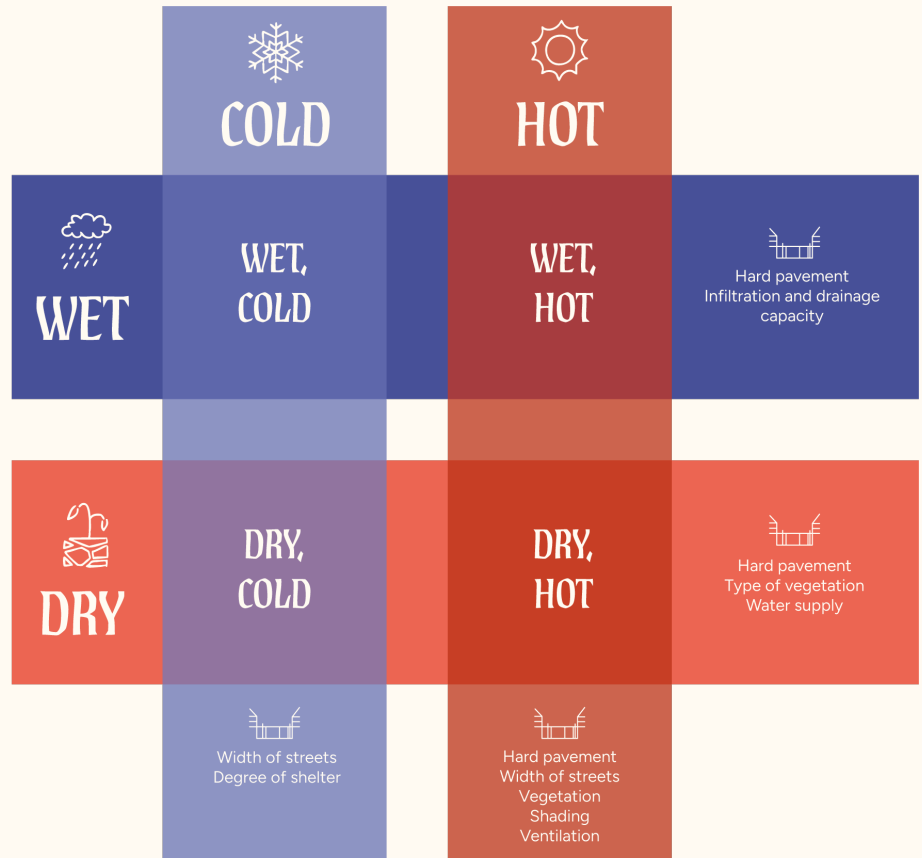 COLD
HOT
WET
WET,
COLD
WET,
HOT
Hard pavement
Infiltration and drainage
capacity
DRY
DRY,
COLD
DRY,
HOT
Hard pavement
Type of vegetation
Water supply
Width of streets
Degree of shelter
Hard pavement
Width of streets
Vegetation
Shading
Ventilation